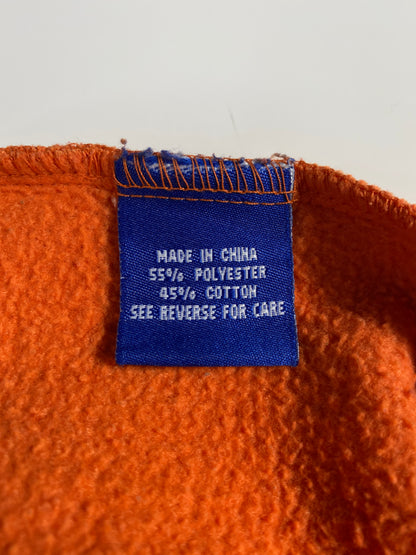 MADE IN CHINA
55% POLYESTER
45% COTTON
SEE REVERSE FOR CARE